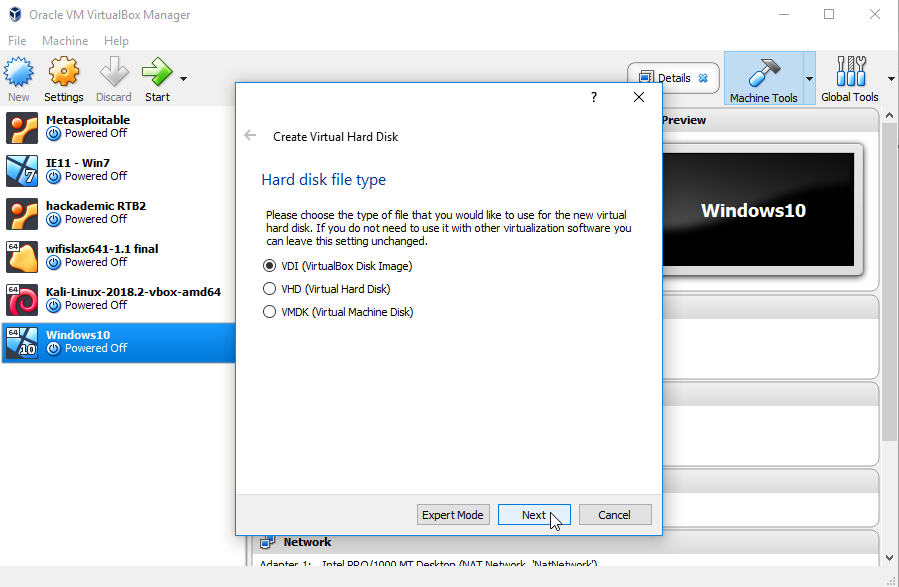 Oracle VM VirtualBox Manager
File Machine Help
New Settings Discard Start
Details
Machine Tools
Global Tools
Metasploitable
Powered Off
7
IE11 - Win7
Powered Off
hackademic RTB2
Powered Off
64
wifislax641-1.1 final
Powered Off
64
Kali-Linux-2018.2-vbox-amd64
Powered Off
64
10
Windows10
Powered Off
?
Create Virtual Hard Disk
Hard disk file type
Please choose the type of file that you would like to use for the new virtual
hard disk. If you do not need to use it with other virtualization software you
can leave this setting unchanged.
VDI (VirtualBox Disk Image)
VHD (Virtual Hard Disk)
VMDK (Virtual Machine Disk)
Expert Mode Next Cancel
Preview
Windows10
Network
Adapter 1: Intel PRO/1000 MT Desktop (NAT Network, 'NatNetwork')